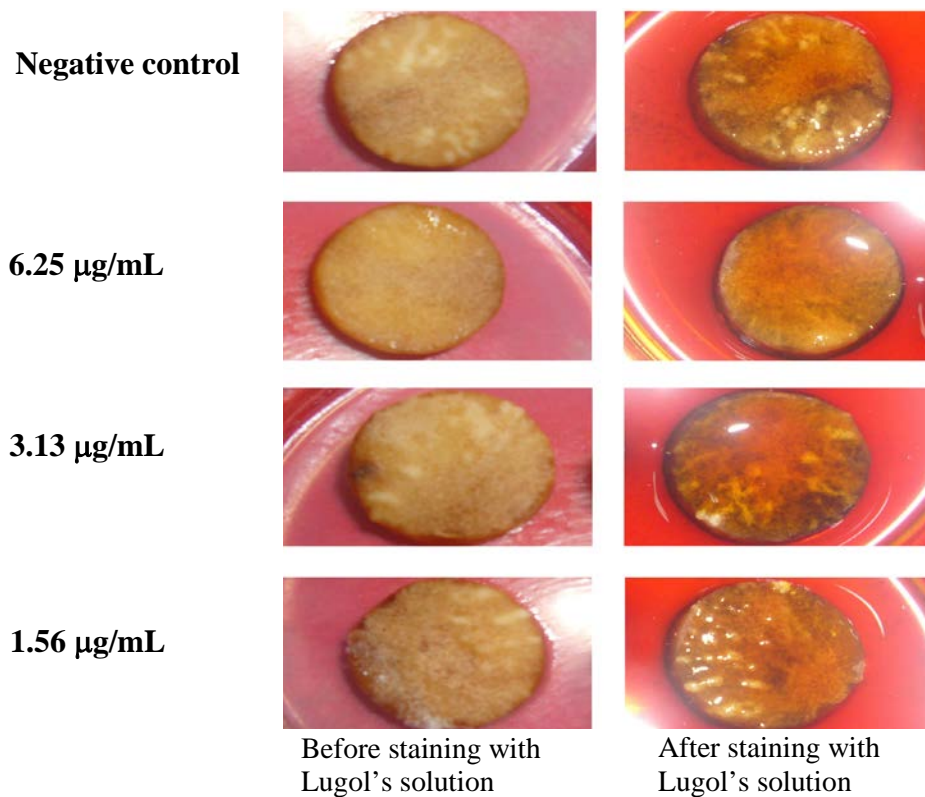 Negative control
6.25 μg/mL
3.13 μg/mL
1.56 μg/mL
Before staining with
Lugol’s solution
After staining with
Lugol’s solution